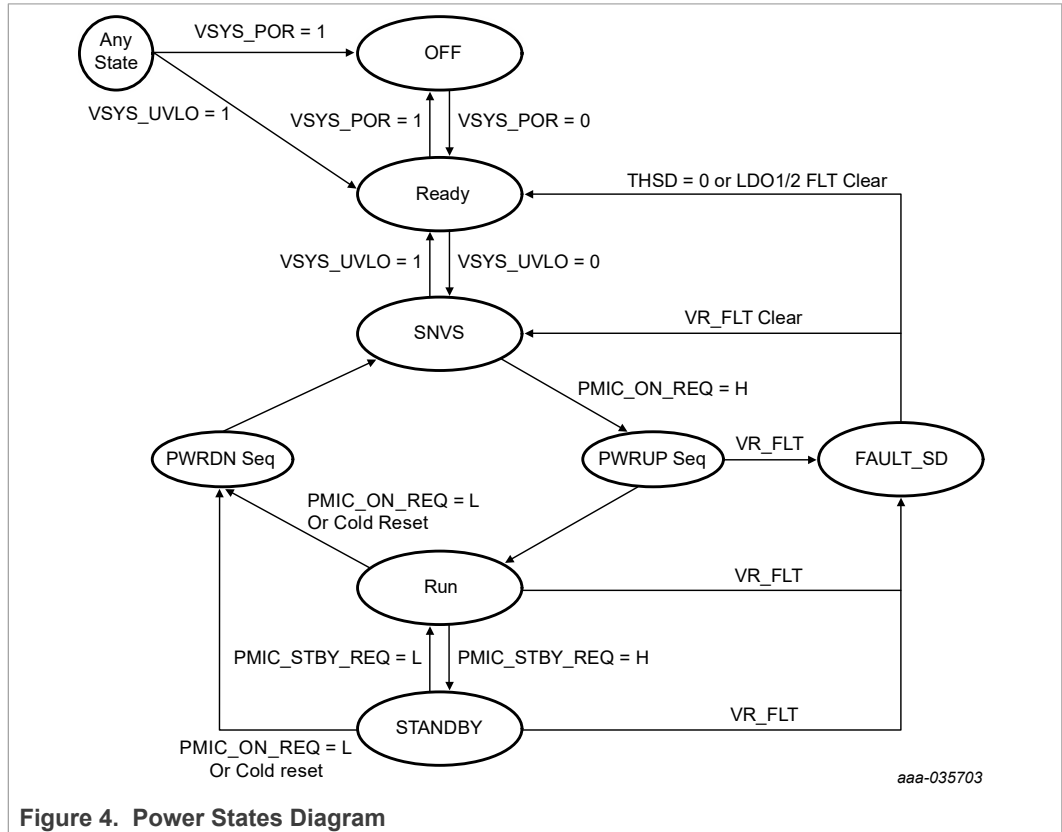 Any
State
VSYS_POR = 1
OFF
VSYS_UVLO = 1
VSYS_POR = 1
VSYS_POR = 0
Ready
THSD = 0 or LDO1/2 FLT Clear
VSYS_UVLO = 1
VSYS_UVLO = 0
SNVS
VR_FLT Clear
PMIC_ON_REQ = H
PWRDN Seq
PWRUP Seq
VR_FLT
FAULT_SD
PMIC_ON_REQ = L
Or Cold Reset
Run
VR_FLT
PMIC_STBY_REQ = L
PMIC_STBY_REQ = H
STANDBY
VR_FLT
PMIC_ON_REQ = L
Or Cold reset
aaa-035703
Figure 4. Power States Diagram